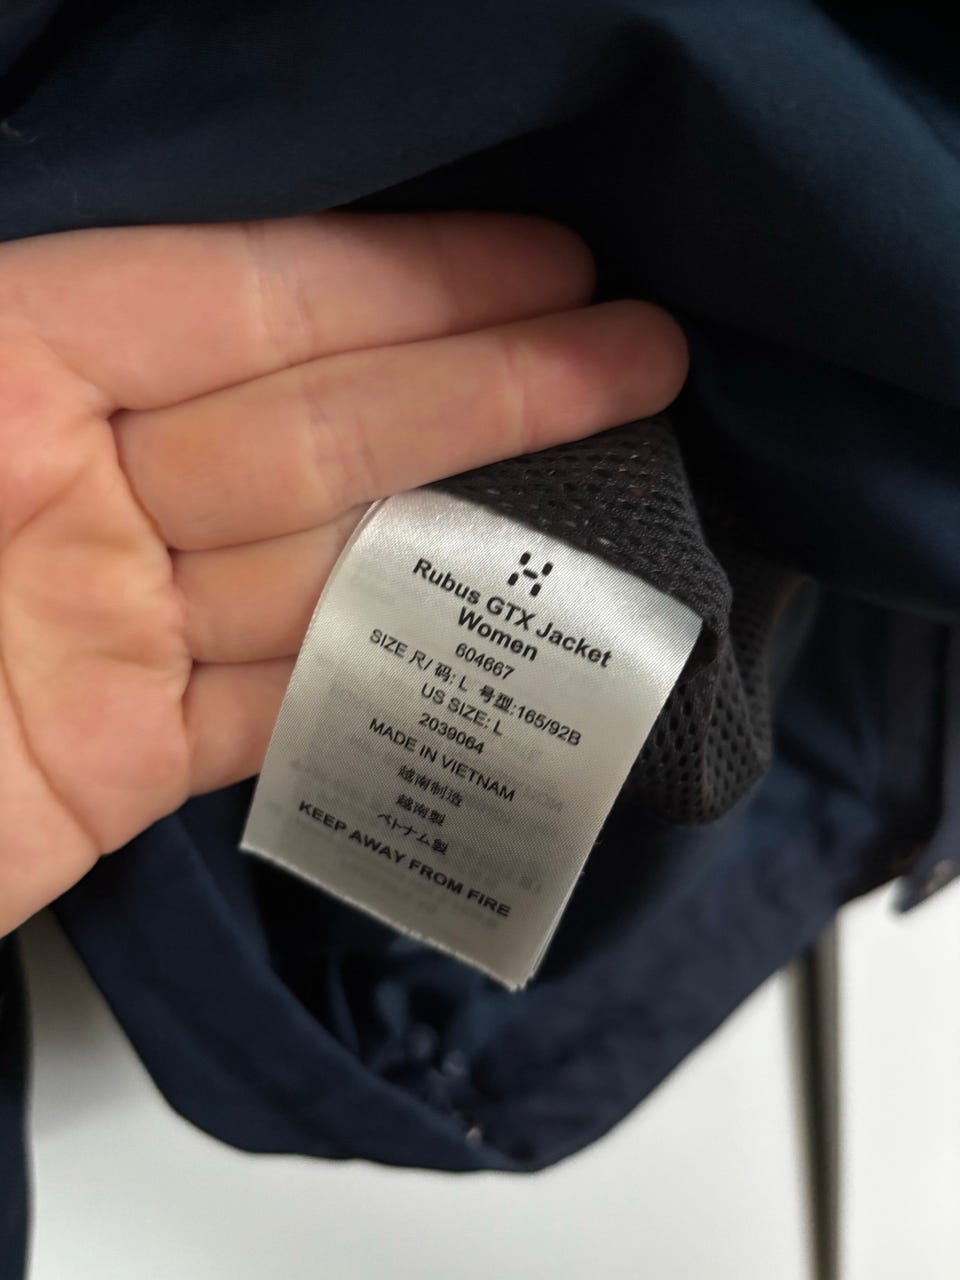 Rubus GTX Jacket
Women
604667
SIZE 尺/ 码: L 号型:165/92B
US SIZE: L
2039064
MADE IN VIETNAM
越南制造
越南製
ベトナム製
KEEP AWAY FROM FIRE